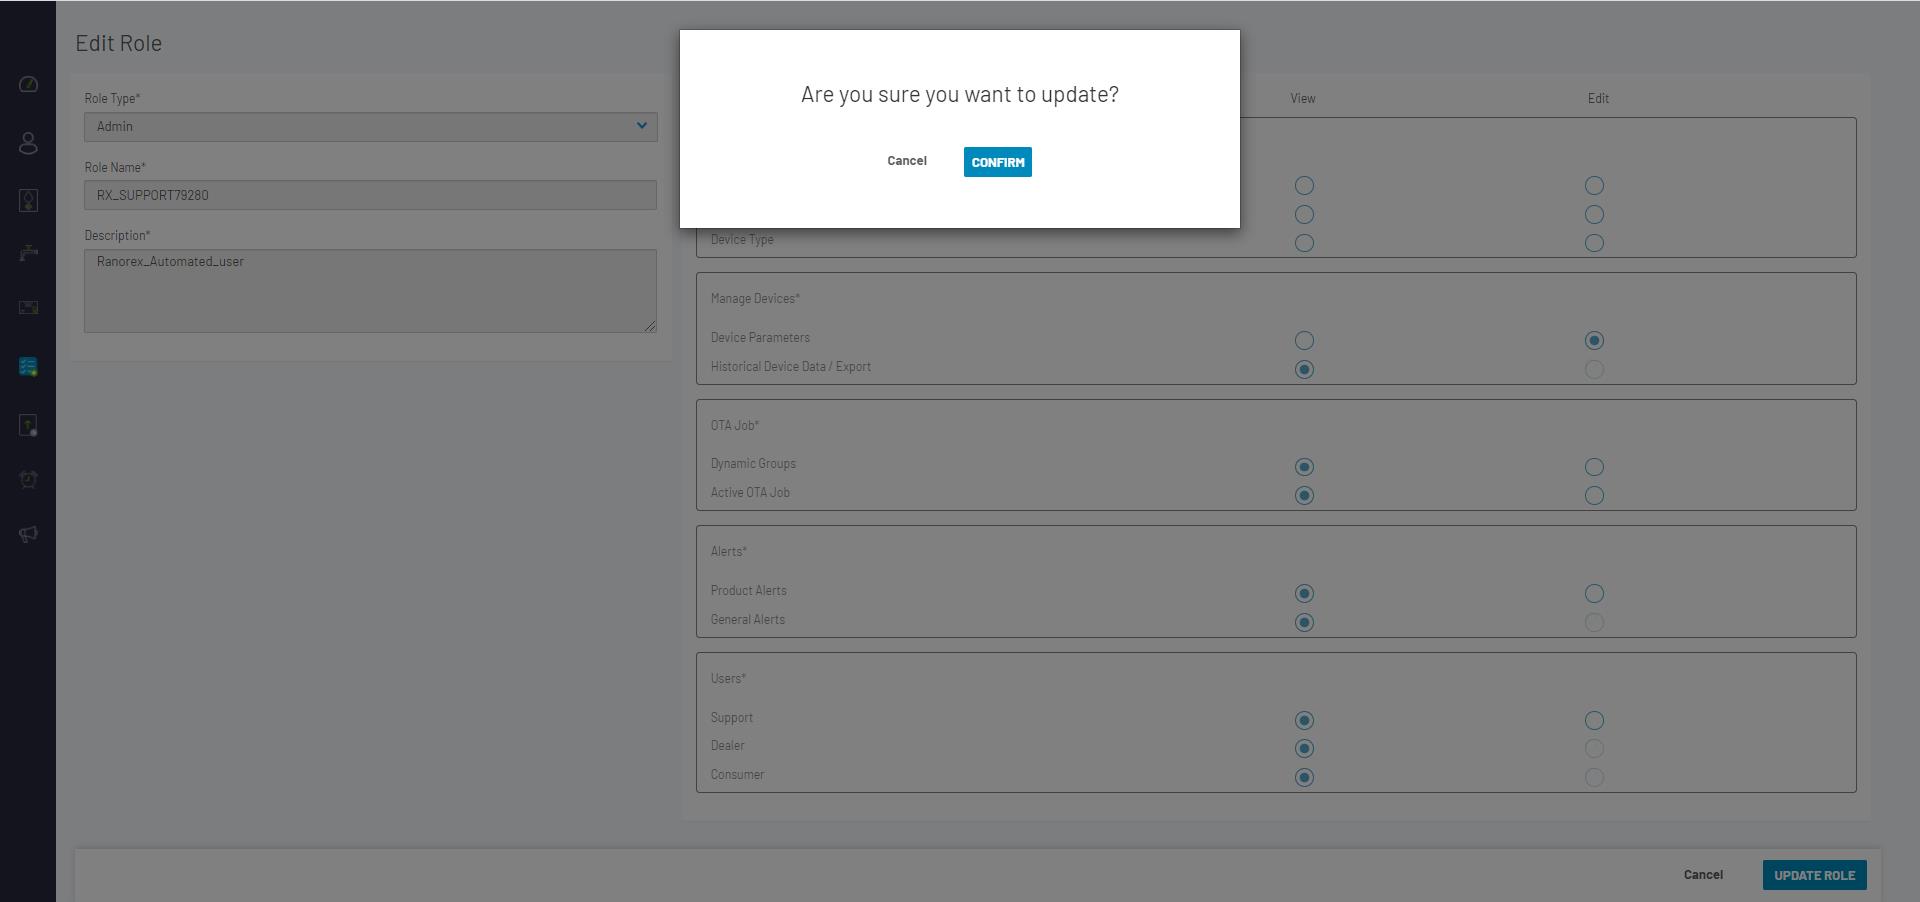 Edit Role
Role Type*
Admin
Role Name*
RX_SUPPORT79280
Description*
Ranorex_Automated_user
Are you sure you want to update?
Cancel
CONFIRM
View Edit
Device Type
Manage Devices*
Device Parameters
Historical Device Data / Export
OTA Job*
Dynamic Groups
Active OTA Job
Alerts*
Product Alerts
General Alerts
Users*
Support
Dealer
Consumer
Cancel UPDATE ROLE